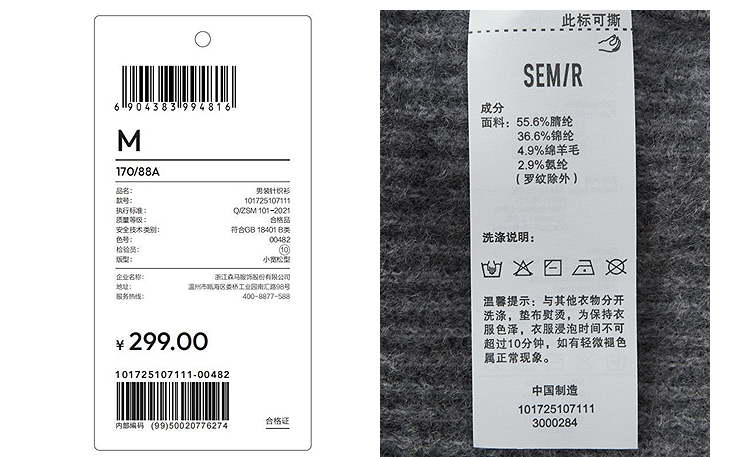 6 904383 994816
M
170/88A
品名: 男装针织衫
款号: 101725107111
执行标准: Q/ZSM 101-2021
质量等级: 合格品
安全技术类别: 符合GB 18401 B类
色号: 00482
检验员: 10
版型: 小宽松型
企业名称: 浙江森马服饰股份有限公司
地址: 温州市瓯海区娄桥工业园南汇路98号
服务热线: 400-8877-588
¥ 299.00
101725107111-00482
内部编码 (99)50020776274
合格证
此标可撕
SEM/R
成分
面料: 55.6%腈纶
36.6%锦纶
4.9%绵羊毛
2.9%氨纶
(罗纹除外)
洗涤说明:
温馨提示: 与其他衣物分开
洗涤, 垫布熨烫, 为保持衣
服色泽, 衣服浸泡时间不可
超过10分钟, 如有轻微褪色
属正常现象。
中国制造
101725107111
3000284